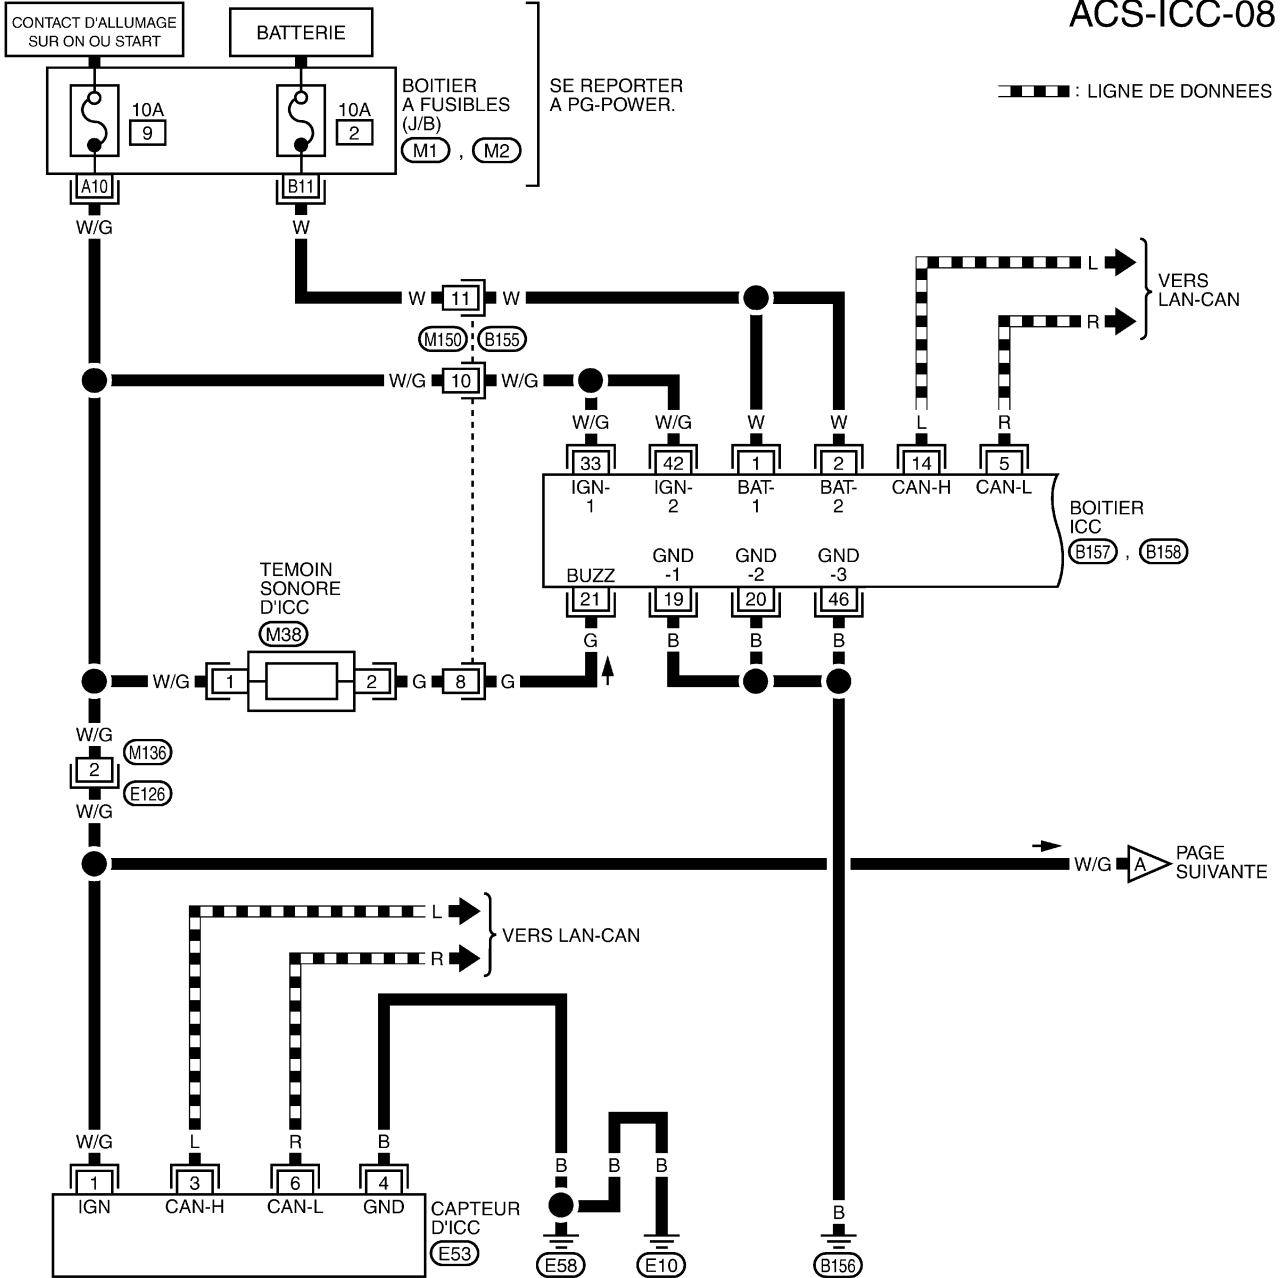 ACS-ICC-08
CONTACT D'ALLUMAGE
SUR ON OU START
BATTERIE
10A
9
10A
2
BOITIER
A FUSIBLES
(J/B)
M1 , M2
SE REPORTER
A PG-POWER.
: LIGNE DE DONNEES
A10
B11
W/G
W
W
11
W
M150
B155
W/G
10
W/G
L
R
VERS
LAN-CAN
W/G
W/G
W
W
L
R
33
42
1
2
14
5
IGN-
1
IGN-
2
BAT-
1
BAT-
2
CAN-H
CAN-L
BOITIER
ICC
B157 , B158
BUZZ
GND
-1
GND
-2
GND
-3
21
19
20
46
G
B
B
B
TEMOIN
SONORE
D'ICC
M38
W/G
1
2
G
8
G
W/G
M136
2
E126
W/G
W/G
A
PAGE
SUIVANTE
L
R
VERS LAN-CAN
W/G
L
R
B
1
3
6
4
IGN
CAN-H
CAN-L
GND
CAPTEUR
D'ICC
E53
B
B
B
B
E58
E10
B156